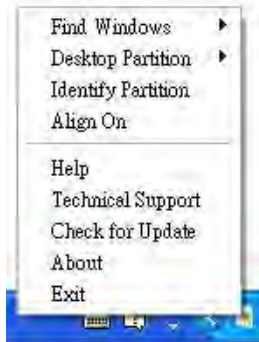 Find Windows
Desktop Partition
Identify Partition
Align On
Help
Technical Support
Check for Update
About
Exit